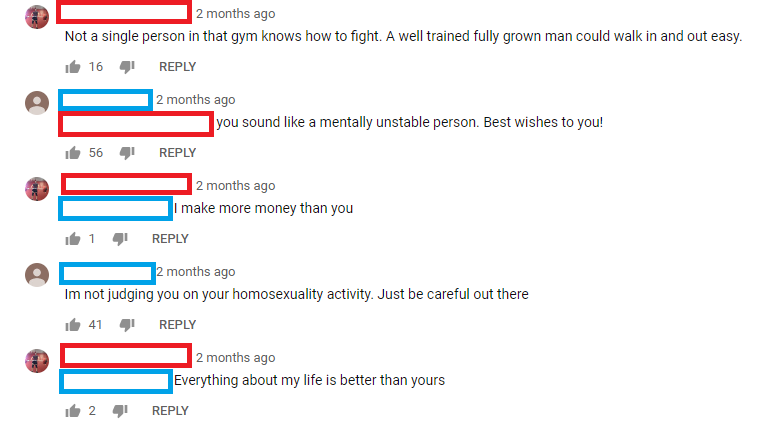 2 months ago
Not a single person in that gym knows how to fight. A well trained fully grown man could walk in and out easy.
16 REPLY
2 months ago
you sound like a mentally unstable person. Best wishes to you!
56 REPLY
2 months ago
I make more money than you
1 REPLY
2 months ago
Im not judging you on your homosexuality activity. Just be careful out there
41 REPLY
2 months ago
Everything about my life is better than yours
2 REPLY